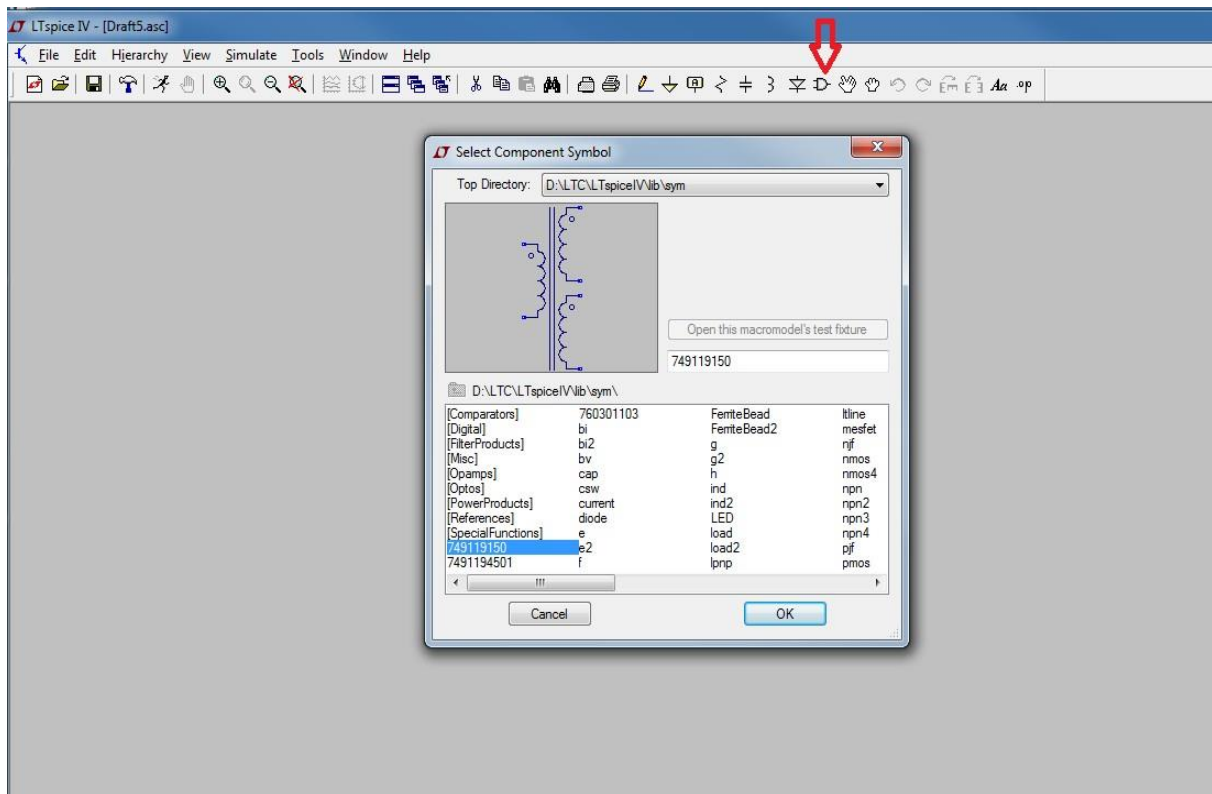 LTspice IV - [Draft5.asc]
File Edit Hierarchy View Simulate Tools Window Help
Aa .op
Select Component Symbol
Top Directory: D:\LTC\LTspiceIV\lib\sym
Open this macromodel's test fixture
749119150
D:\LTC\LTspiceIV\lib\sym\
[Comparators] 760301103 FerriteBead ltline
[Digital] bi FerriteBead2 mesfet
[FilterProducts] bi2 g njf
[Misc] bv g2 nmos
[Opamps] cap h nmos4
[Optos] csw ind npn
[PowerProducts] current ind2 npn2
[References] diode LED npn3
[SpecialFunctions] e load npn4
749119150 e2 load2 pjf
7491194501 f lpnp pmos
Cancel OK